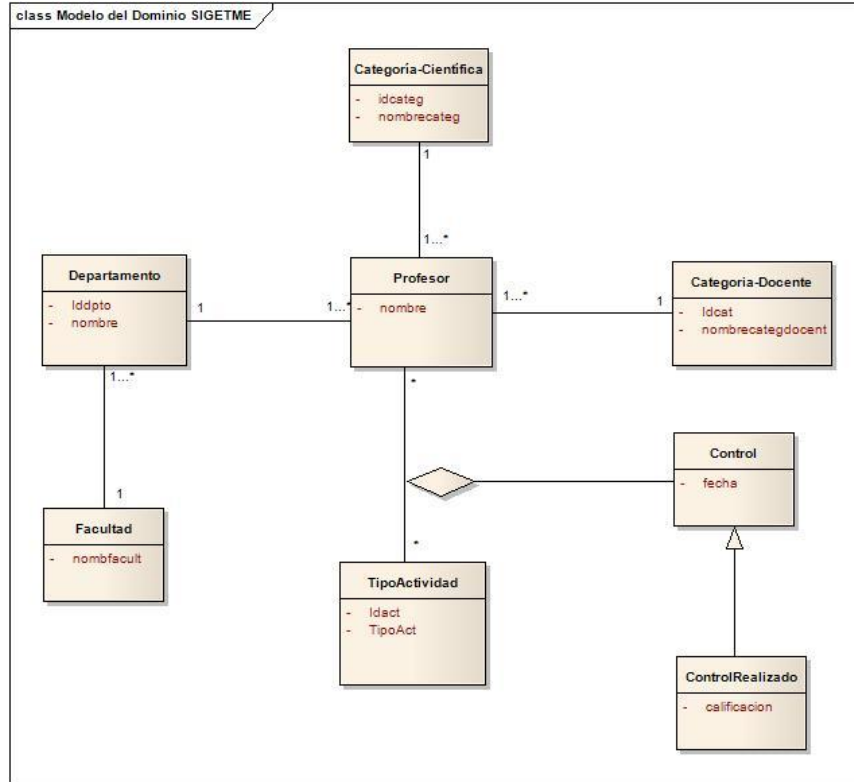 class Modelo del Dominio SIGETME
Categoría-Científica
- idcateg
- nombrecateg
1
1...*
Departamento
- Iddpto
- nombre
1
1...*
Profesor
- nombre
1...*
1
Categoria-Docente
- Idcat
- nombrecategdocent
1...*
*
Control
- fecha
1
Facultad
- nombfacult
*
TipoActividad
- Idact
- TipoAct
ControlRealizado
- calificacion